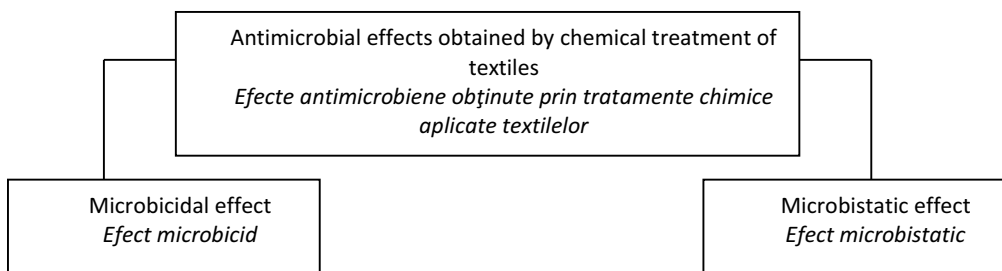 Antimicrobial effects obtained by chemical treatment of
textiles
Efecte antimicrobiene obţinute prin tratamente chimice
aplicate textilelor
Microbicidal effect
Efect microbicid
Microbistatic effect
Efect microbistatic